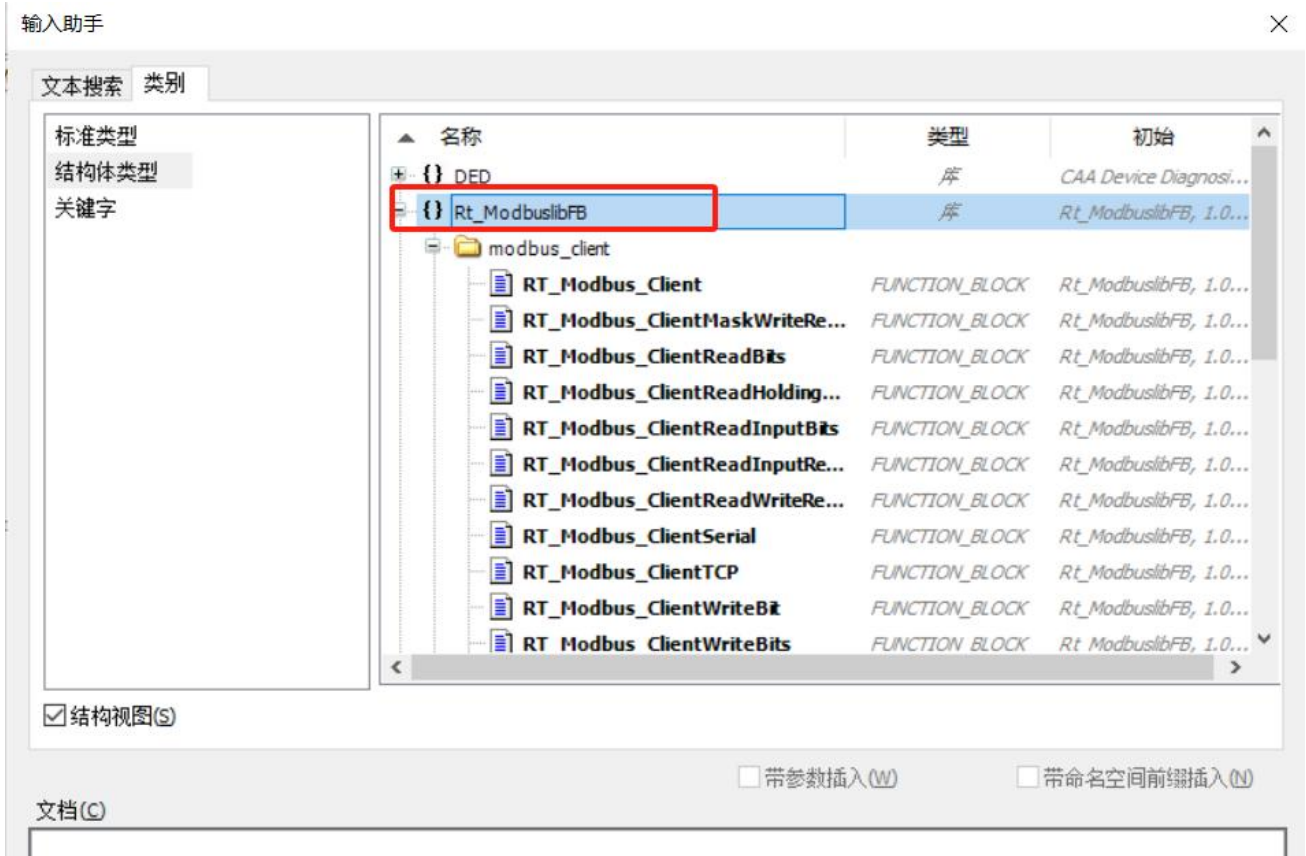 输入助手
文本搜索 类别
标准类型
结构体类型
关键字
名称 类型 初始
{} DED 库 CAA Device Diagnosi...
{} Rt_ModbuslibFB 库 Rt_ModbuslibFB, 1.0...
modbus_client
RT_Modbus_Client FUNCTION_BLOCK Rt_ModbuslibFB, 1.0...
RT_Modbus_ClientMaskWriteRe... FUNCTION_BLOCK Rt_ModbuslibFB, 1.0...
RT_Modbus_ClientReadBits FUNCTION_BLOCK Rt_ModbuslibFB, 1.0...
RT_Modbus_ClientReadHolding... FUNCTION_BLOCK Rt_ModbuslibFB, 1.0...
RT_Modbus_ClientReadInputBits FUNCTION_BLOCK Rt_ModbuslibFB, 1.0...
RT_Modbus_ClientReadInputRe... FUNCTION_BLOCK Rt_ModbuslibFB, 1.0...
RT_Modbus_ClientReadWriteRe... FUNCTION_BLOCK Rt_ModbuslibFB, 1.0...
RT_Modbus_ClientSerial FUNCTION_BLOCK Rt_ModbuslibFB, 1.0...
RT_Modbus_ClientTCP FUNCTION_BLOCK Rt_ModbuslibFB, 1.0...
RT_Modbus_ClientWriteBit FUNCTION_BLOCK Rt_ModbuslibFB, 1.0...
RT_Modbus_ClientWriteBits FUNCTION_BLOCK Rt_ModbuslibFB, 1.0...
结构视图(S)
带参数插入(W) 带命名空间前缀插入(N)
文档(C)